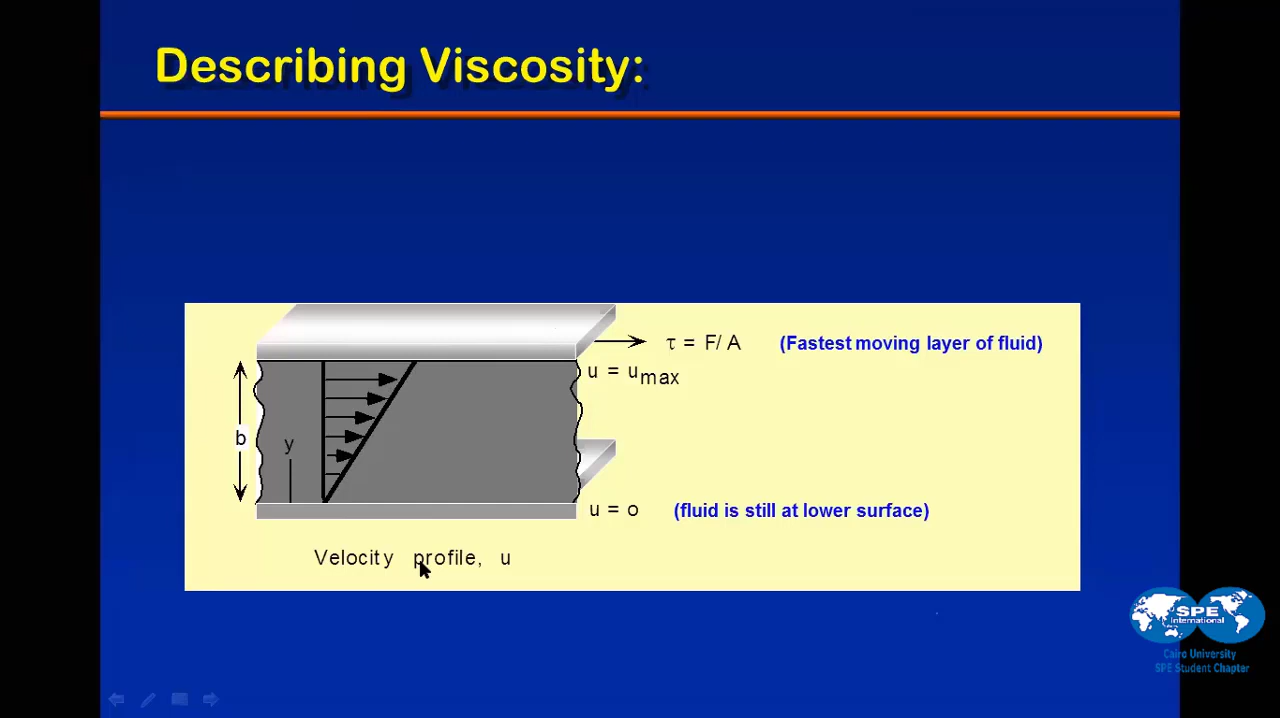 Describing Viscosity:
τ = F/ A (Fastest moving layer of fluid)
u = umax
b
y
u = o (fluid is still at lower surface)
Velocity profile, u
SPE
International
Cairo University
SPE Student Chapter